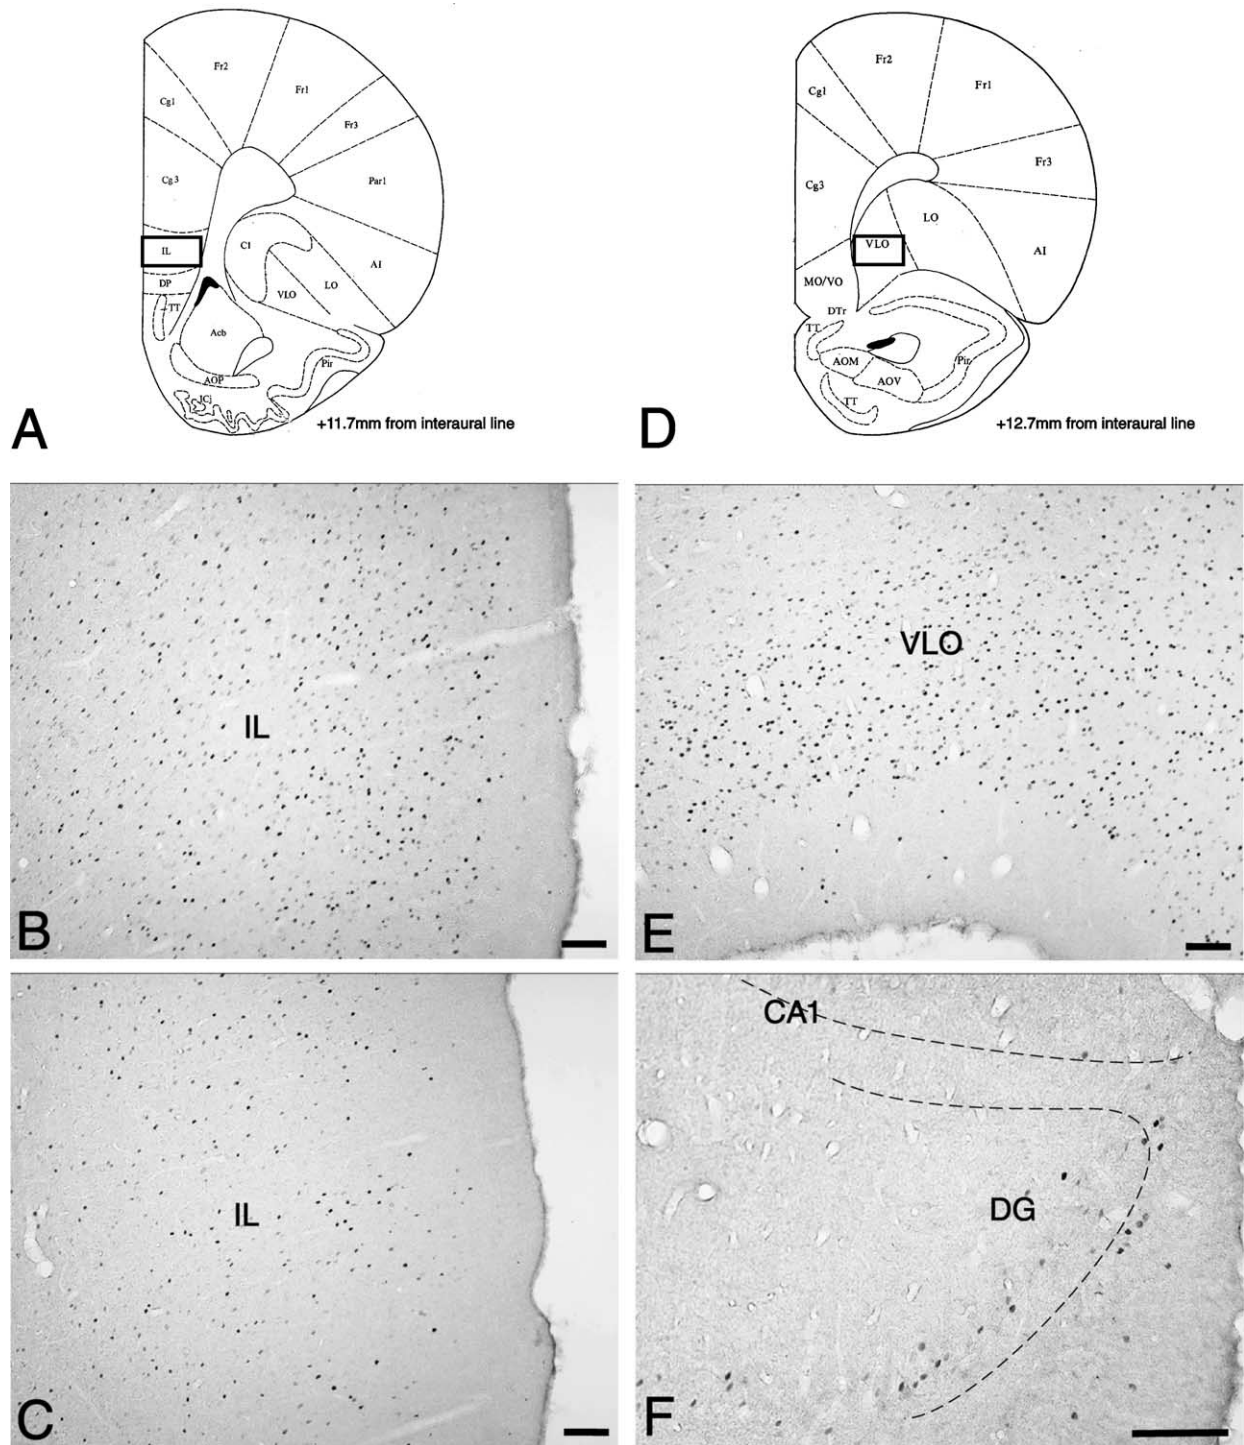 Fr2
Fr1
Cg1
Fr3
Cg3
Par1
IL
C1
AI
DP
VLO
LO
TT
Acb
Pir
AOP
ICj
A
+11.7mm from interaural line
Fr2
Cg1
Fr1
Fr3
Cg3
LO
VLO
AI
MO/VO
DTr
TT
AOM
Pir
AOV
TT
D
+12.7mm from interaural line
IL
B
VLO
E
IL
C
CA1
DG
F